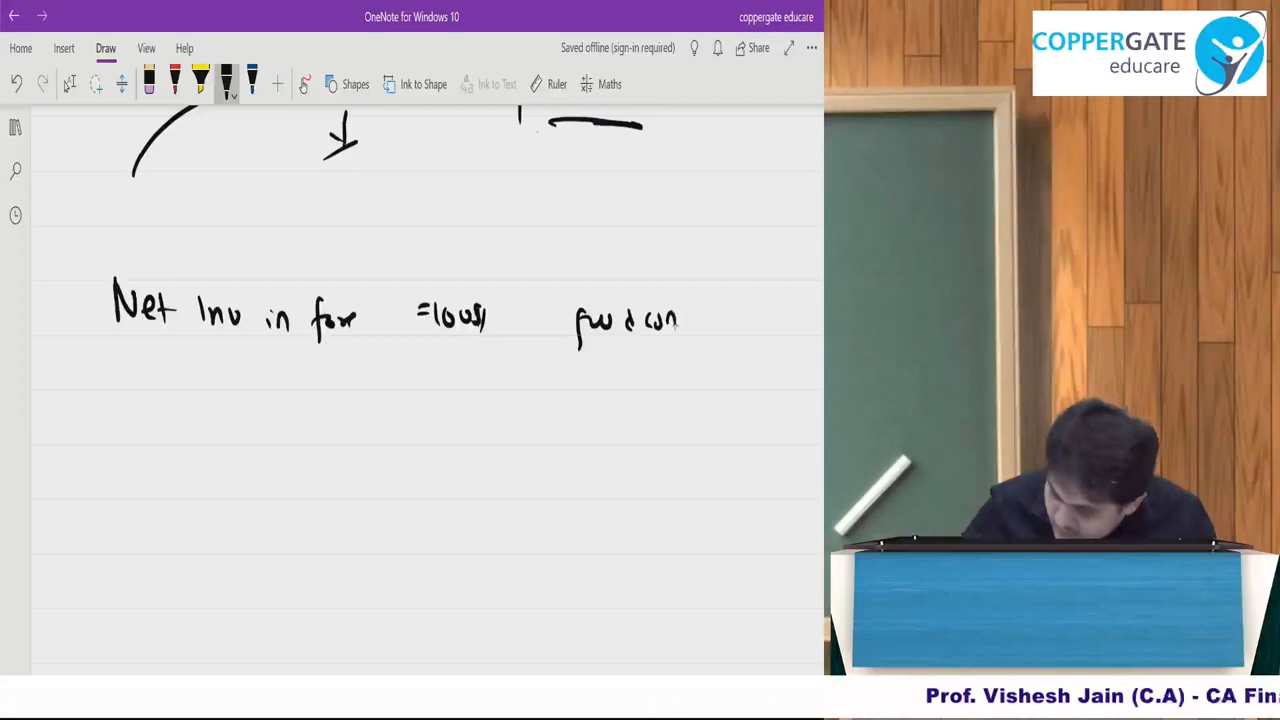 OneNote for Windows 10
coppergate educare
Home Insert Draw View Help
Saved offline (sign-in required)
Share
Shapes Ink to Shape Ink to Text Ruler Maths
COPPERGATE
educare
Net Inv in for =100$ fwd con
Prof. Vishesh Jain (C.A) - CA Fina